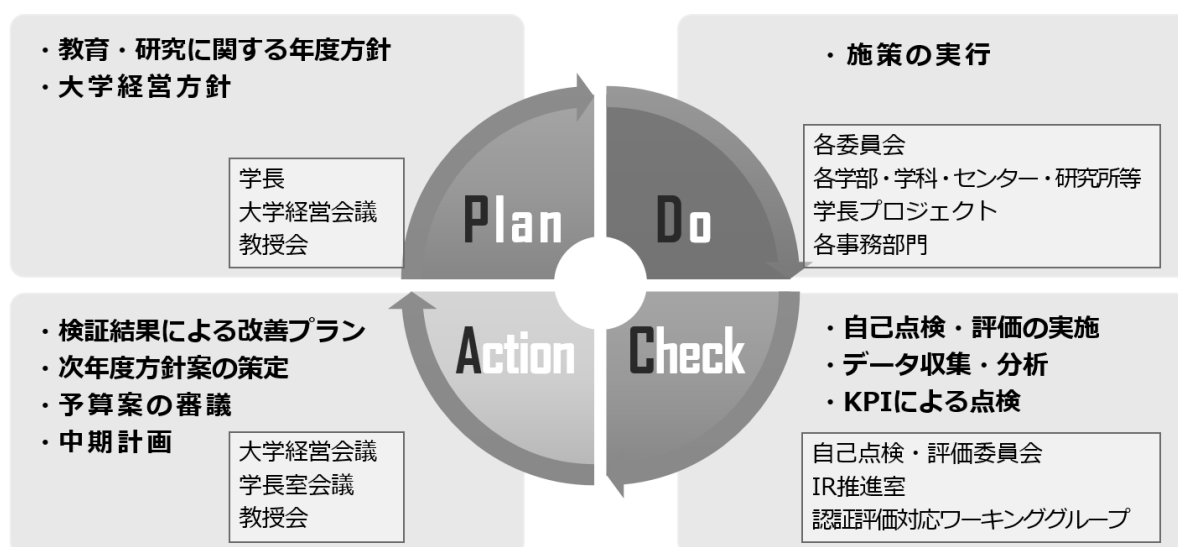 ・教育・研究に関する年度方針
・大学経営方針
学長
大学経営会議
教授会
Plan
・施策の実行
各委員会
各学部・学科・センター・研究所等
学長プロジェクト
各事務部門
Do
・検証結果による改善プラン
・次年度方針案の策定
・予算案の審議
・中期計画
大学経営会議
学長室会議
教授会
Action
・自己点検・評価の実施
・データ収集・分析
・KPIによる点検
自己点検・評価委員会
IR推進室
認証評価対応ワーキンググループ
Check